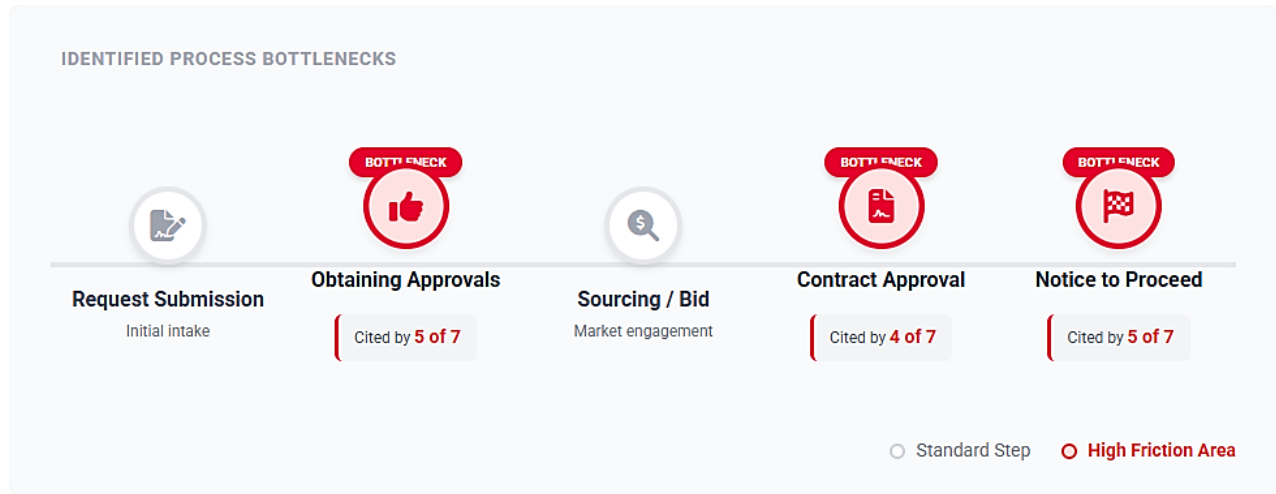 IDENTIFIED PROCESS BOTTLENECKS
BOTTLENECK
BOTTLENECK
BOTTLENECK
Request Submission
Initial intake
Obtaining Approvals
Cited by 5 of 7
Sourcing / Bid
Market engagement
Contract Approval
Cited by 4 of 7
Notice to Proceed
Cited by 5 of 7
Standard Step
High Friction Area